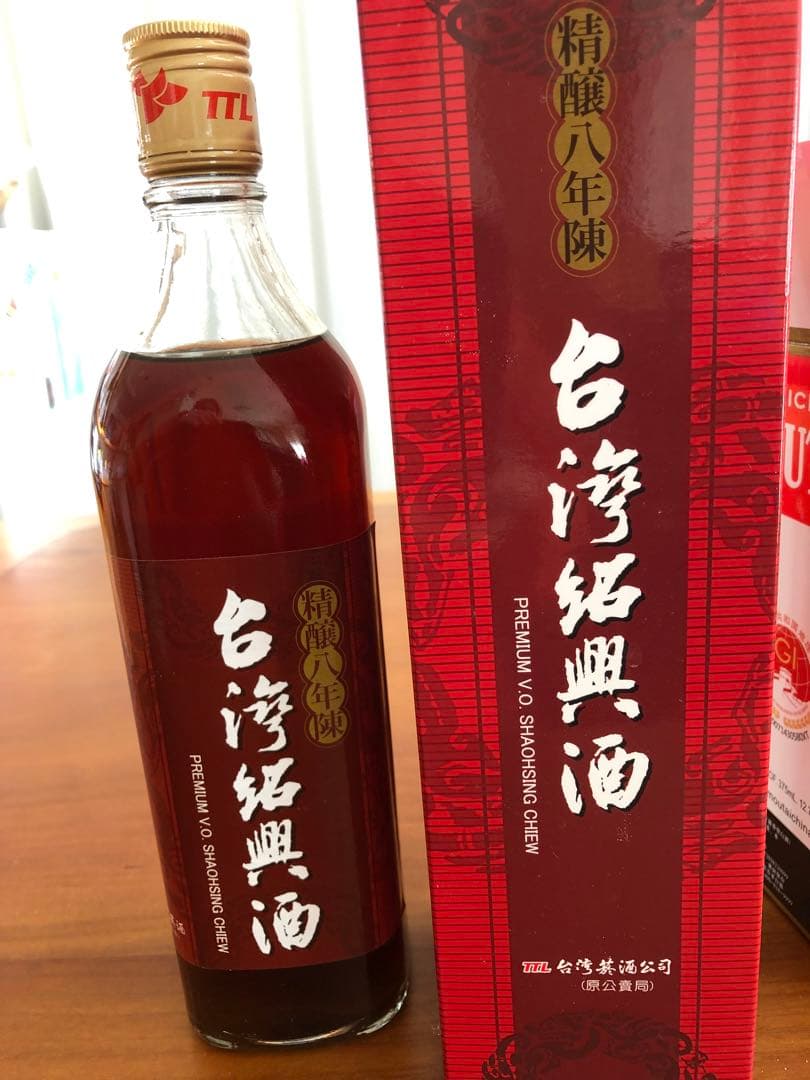 TTL
精釀八年陳
台灣紹興酒
PREMIUM V.O. SHAOHSING CHIEW
精釀八年陳
台灣紹興酒
PREMIUM V.O. SHAOHSING CHIEW
TTL 台灣菸酒公司
(原公賣局)
GI
375mL